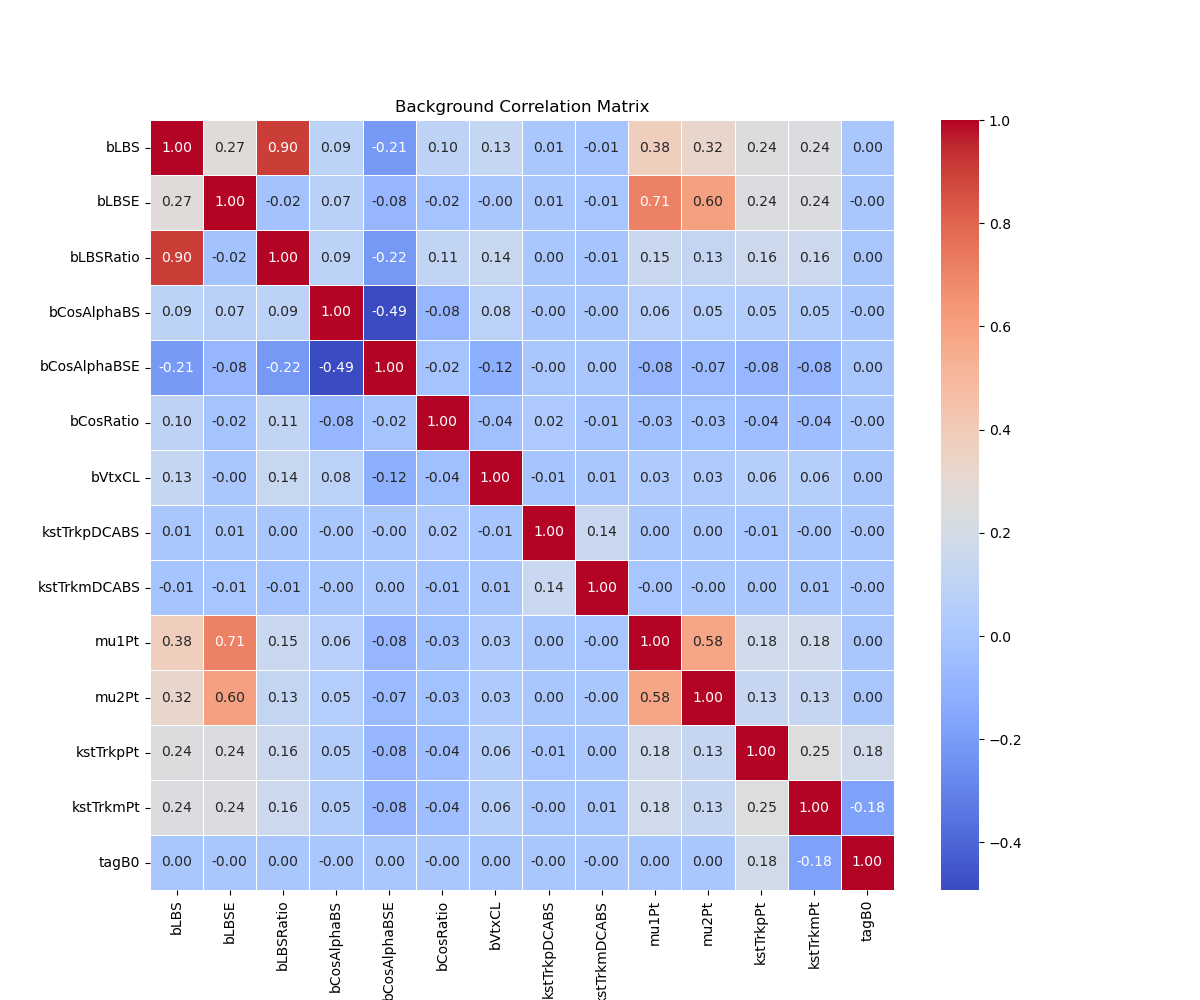 Background Correlation Matrix
bLBS 1.00 0.27 0.90 0.09 -0.21 0.10 0.13 0.01 -0.01 0.38 0.32 0.24 0.24 0.00
bLBSE 0.27 1.00 -0.02 0.07 -0.08 -0.02 -0.00 0.01 -0.01 0.71 0.60 0.24 0.24 -0.00
bLBSRatio 0.90 -0.02 1.00 0.09 -0.22 0.11 0.14 0.00 -0.01 0.15 0.13 0.16 0.16 0.00
bCosAlphaBS 0.09 0.07 0.09 1.00 -0.49 -0.08 0.08 -0.00 -0.00 0.06 0.05 0.05 0.05 -0.00
bCosAlphaBSE -0.21 -0.08 -0.22 -0.49 1.00 -0.02 -0.12 -0.00 0.00 -0.08 -0.07 -0.08 -0.08 0.00
bCosRatio 0.10 -0.02 0.11 -0.08 -0.02 1.00 -0.04 0.02 -0.01 -0.03 -0.03 -0.04 -0.04 -0.00
bVtxCL 0.13 -0.00 0.14 0.08 -0.12 -0.04 1.00 -0.01 0.01 0.03 0.03 0.06 0.06 0.00
kstTrkpDCABS 0.01 0.01 0.00 -0.00 -0.00 0.02 -0.01 1.00 0.14 0.00 0.00 -0.01 -0.00 -0.00
kstTrkmDCABS -0.01 -0.01 -0.01 -0.00 0.00 -0.01 0.01 0.14 1.00 -0.00 -0.00 0.00 0.01 -0.00
mu1Pt 0.38 0.71 0.15 0.06 -0.08 -0.03 0.03 0.00 -0.00 1.00 0.58 0.18 0.18 0.00
mu2Pt 0.32 0.60 0.13 0.05 -0.07 -0.03 0.03 0.00 -0.00 0.58 1.00 0.13 0.13 0.00
kstTrkpPt 0.24 0.24 0.16 0.05 -0.08 -0.04 0.06 -0.01 0.00 0.18 0.13 1.00 0.25 0.18
kstTrkmPt 0.24 0.24 0.16 0.05 -0.08 -0.04 0.06 -0.00 0.01 0.18 0.13 0.25 1.00 -0.18
tagB0 0.00 -0.00 0.00 -0.00 0.00 -0.00 0.00 -0.00 -0.00 0.00 0.00 0.18 -0.18 1.00
bLBS
bLBSE
bLBSRatio
bCosAlphaBS
bCosAlphaBSE
bCosRatio
bVtxCL
kstTrkpDCABS
kstTrkmDCABS
mu1Pt
mu2Pt
kstTrkpPt
kstTrkmPt
tagB0
1.0
0.8
0.6
0.4
0.2
0.0
−0.2
−0.4